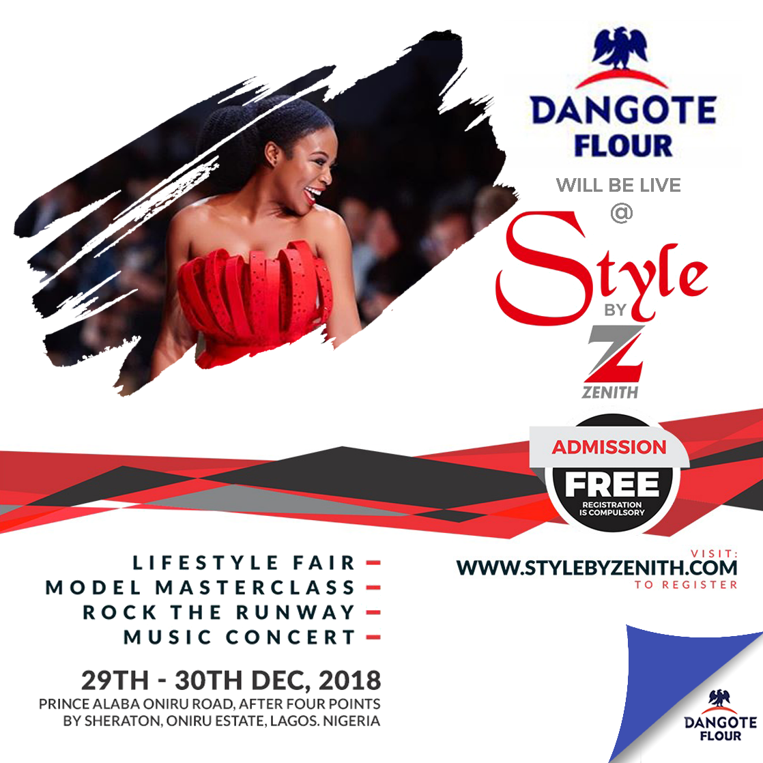 DANGOTE
FLOUR
WILL BE LIVE
@
Style
BY
Z
ZENITH
ADMISSION
FREE
REGISTRATION
IS COMPULSORY
LIFESTYLE FAIR –
MODEL MASTERCLASS –
ROCK THE RUNWAY –
MUSIC CONCERT –
VISIT:
WWW.STYLEBYZENITH.COM
TO REGISTER
29TH - 30TH DEC, 2018
PRINCE ALABA ONIRU ROAD, AFTER FOUR POINTS
BY SHERATON, ONIRU ESTATE, LAGOS. NIGERIA
DANGOTE
FLOUR